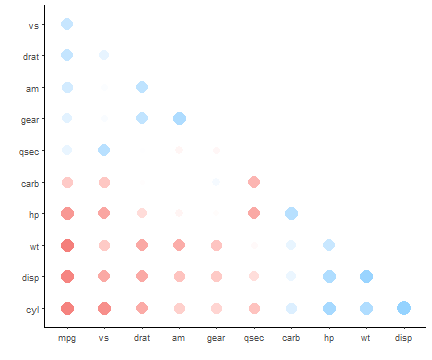 vs
drat
am
gear
qsec
carb
hp
wt
disp
cyl
mpg vs drat am gear qsec carb hp wt disp